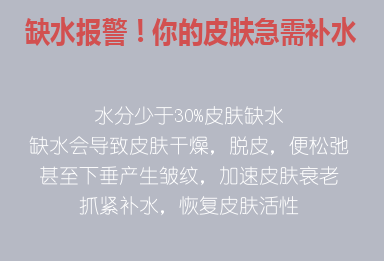 缺水报警！你的皮肤急需补水
水分少于30%皮肤缺水
缺水会导致皮肤干燥，脱皮，便松弛
甚至下垂产生皱纹，加速皮肤衰老
抓紧补水，恢复皮肤活性